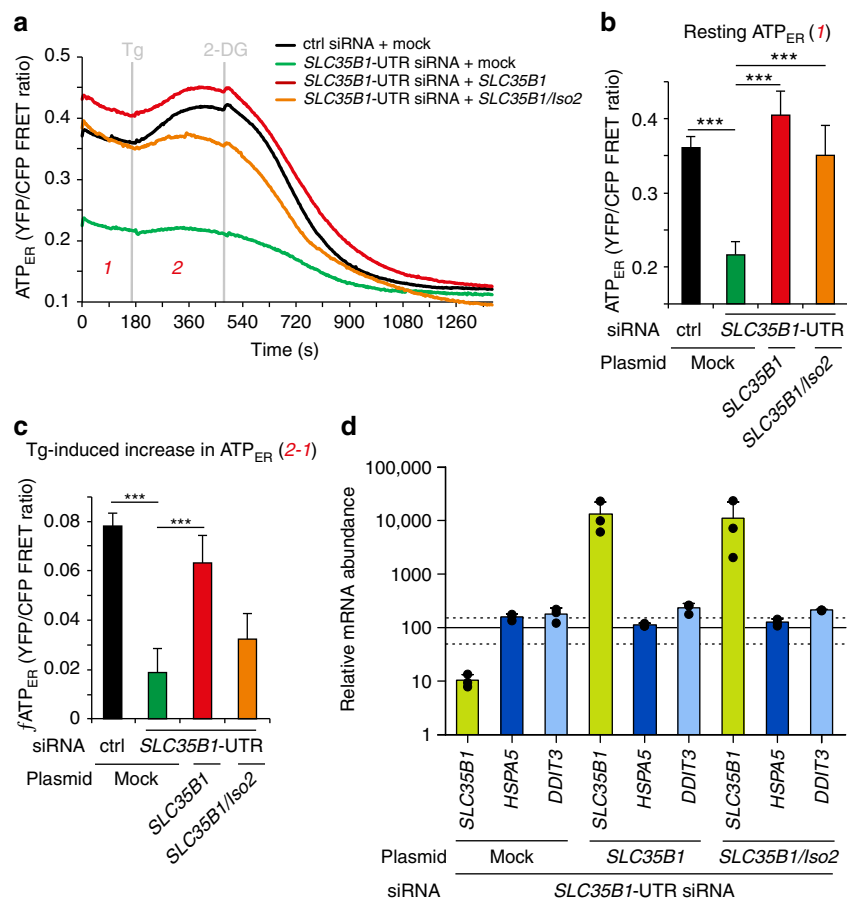 a
Tg
2-DG
ctrl siRNA + mock
SLC35B1-UTR siRNA + mock
SLC35B1-UTR siRNA + SLC35B1
SLC35B1-UTR siRNA + SLC35B1/Iso2
ATPER (YFP/CFP FRET ratio)
0.5
0.4
0.3
0.2
0.1
1
2
0 180 360 540 720 900 1080 1260
Time (s)
b
Resting ATPER (1)
***
***
***
ATPER (YFP/CFP FRET ratio)
0.4
0.3
0.2
siRNA ctrl SLC35B1-UTR
Plasmid Mock SLC35B1 SLC35B1/Iso2
c
Tg-induced increase in ATPER (2-1)
*** ***
ƒATPER (YFP/CFP FRET ratio)
0.08
0.06
0.04
0.02
0
siRNA ctrl SLC35B1-UTR
Plasmid Mock SLC35B1 SLC35B1/Iso2
d
Relative mRNA abundance
100,000
10,000
1000
100
10
1
SLC35B1 HSPA5 DDIT3 SLC35B1 HSPA5 DDIT3 SLC35B1 HSPA5 DDIT3
Plasmid Mock SLC35B1 SLC35B1/Iso2
siRNA SLC35B1-UTR siRNA